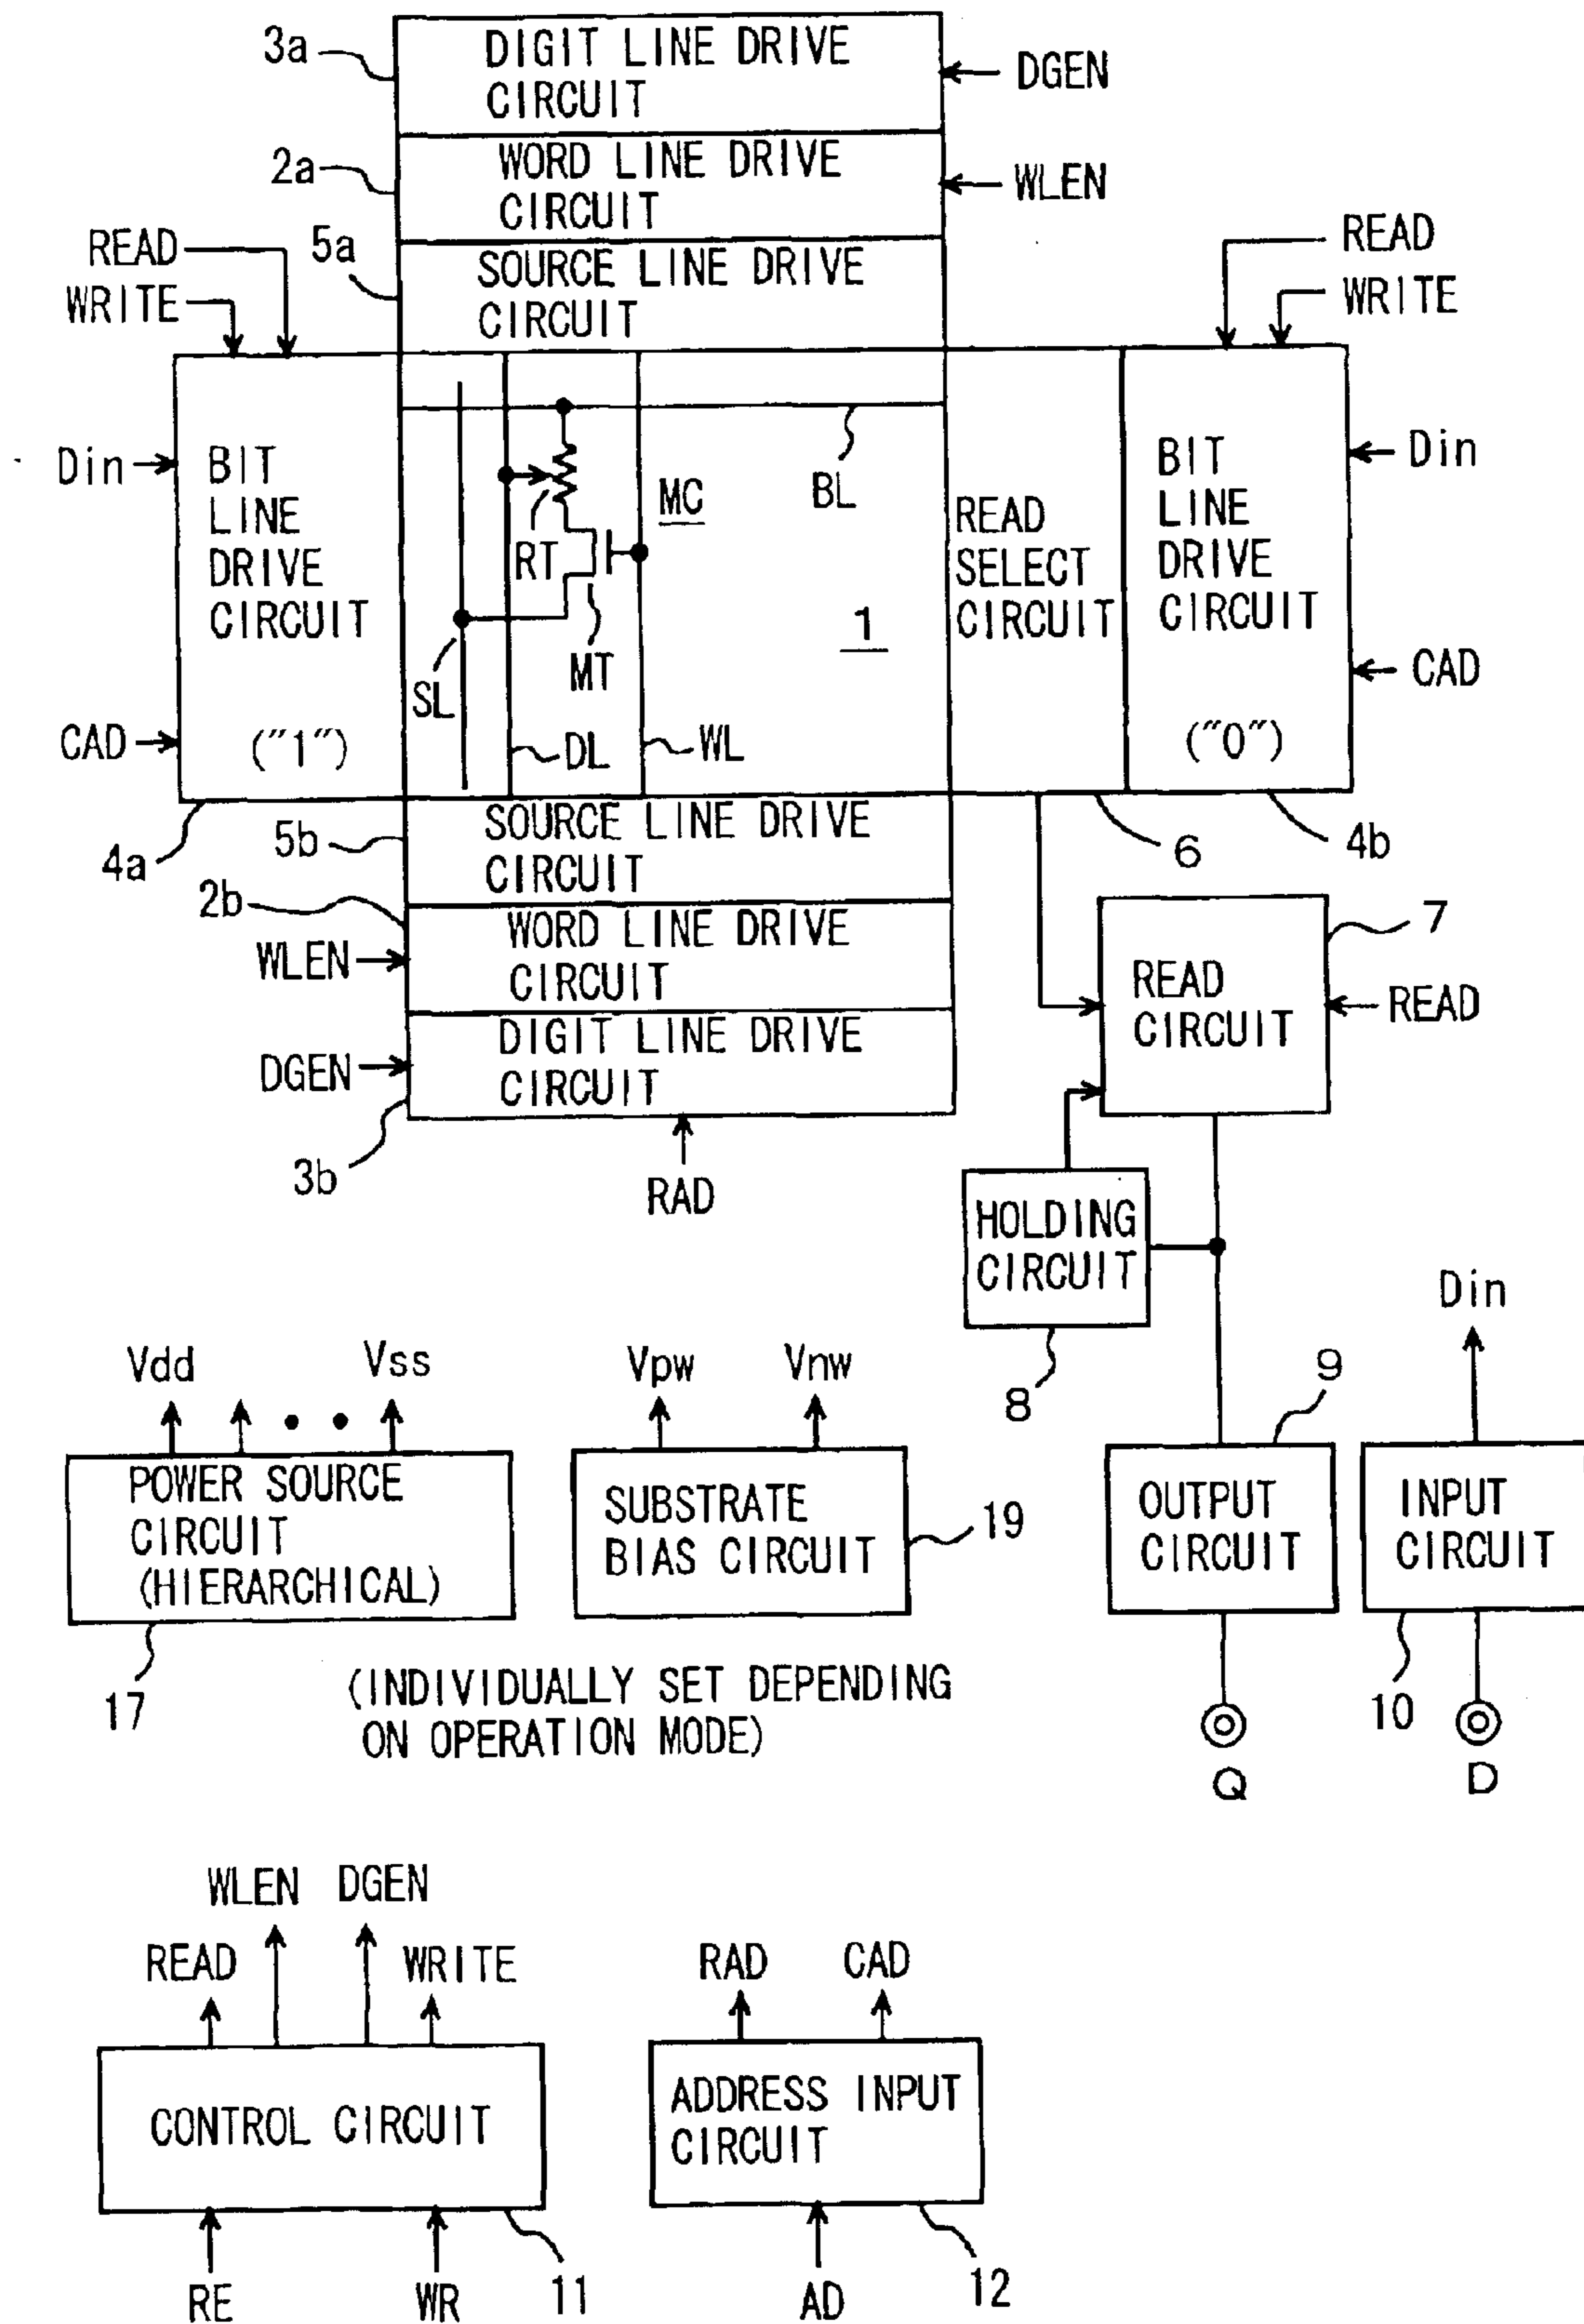 3a
DIGIT LINE DRIVE
CIRCUIT
DGEN
2a
WORD LINE DRIVE
CIRCUIT
WLEN
READ
WRITE
5a
SOURCE LINE DRIVE
CIRCUIT
READ
WRITE
Din
BIT
LINE
DRIVE
CIRCUIT
("1")
CAD
4a
RT
MC
BL
SL
MT
DL
WL
1
READ
SELECT
CIRCUIT
BIT
LINE
DRIVE
CIRCUIT
("0")
Din
CAD
5b
SOURCE LINE DRIVE
CIRCUIT
6
4b
2b
WLEN
WORD LINE DRIVE
CIRCUIT
DGEN
DIGIT LINE DRIVE
CIRCUIT
3b
RAD
7
READ
CIRCUIT
READ
HOLDING
CIRCUIT
8
Din
Vdd
Vss
POWER SOURCE
CIRCUIT
(HIERARCHICAL)
17
Vpw
Vnw
SUBSTRATE
BIAS CIRCUIT
19
(INDIVIDUALLY SET DEPENDING
ON OPERATION MODE)
9
OUTPUT
CIRCUIT
Q
INPUT
CIRCUIT
10
D
WLEN
DGEN
READ
WRITE
CONTROL CIRCUIT
RE
WR
11
RAD
CAD
ADDRESS INPUT
CIRCUIT
AD
12